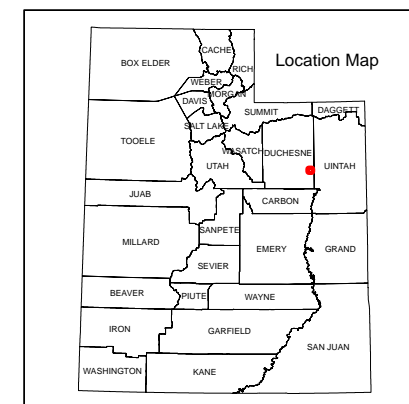 Location Map
BOX ELDER
CACHE
RICH
WEBER
MORGAN
DAVIS
SUMMIT
DAGGETT
SALT LAKE
TOOELE
WASATCH
DUCHESNE
UTAH
UINTAH
JUAB
CARBON
SANPETE
MILLARD
EMERY
GRAND
SEVIER
BEAVER
PIUTE
WAYNE
IRON
GARFIELD
SAN JUAN
WASHINGTON
KANE